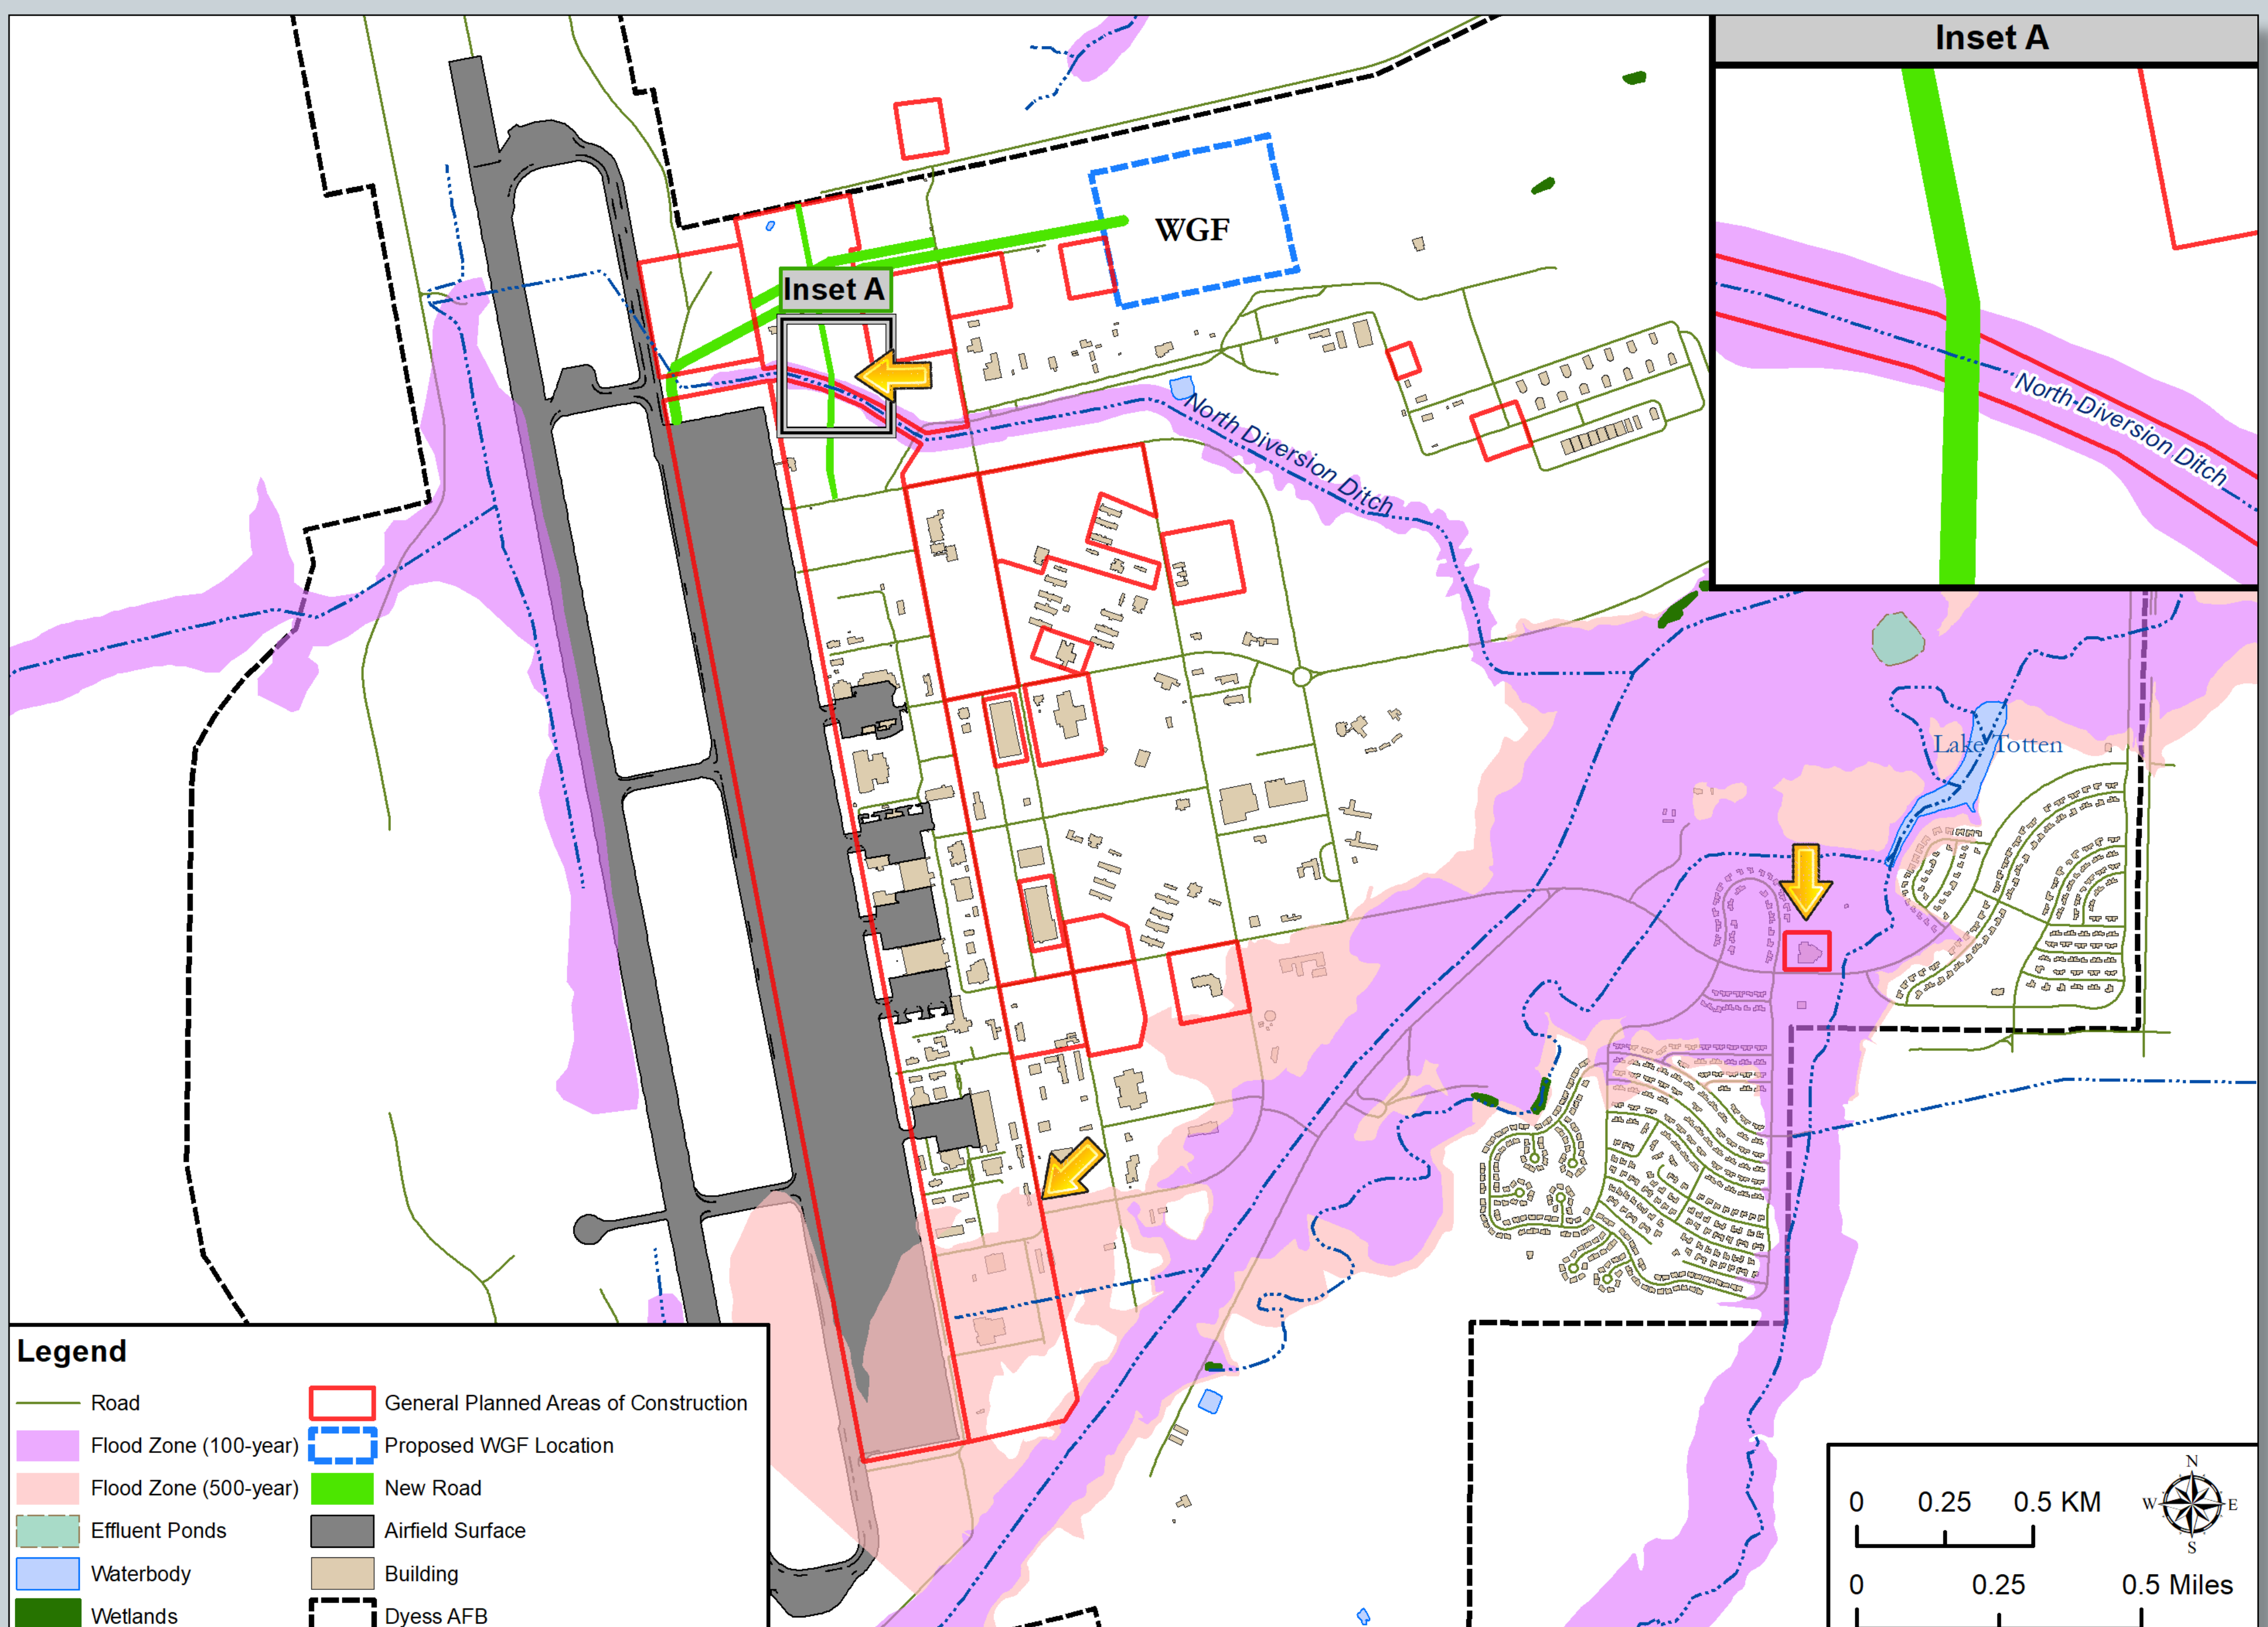 Inset A
WGF
Inset A
North Diversion Ditch
North Diversion Ditch
Lake Totten
Legend
Road
General Planned Areas of Construction
Flood Zone (100-year)
Proposed WGF Location
Flood Zone (500-year)
New Road
Effluent Ponds
Airfield Surface
Waterbody
Building
Wetlands
Dyess AFB
N
W E
S
0 0.25 0.5 KM
0 0.25 0.5 Miles